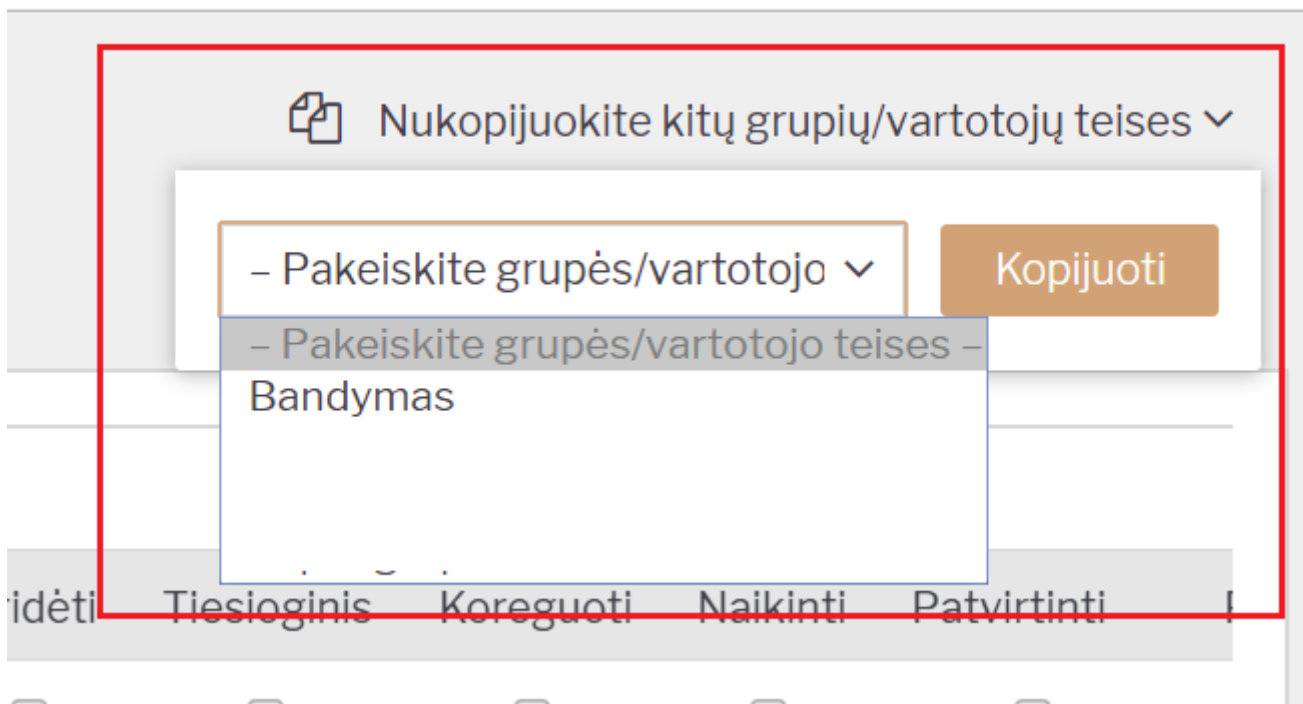 Nukopijuokite kitų grupių/vartotojų teises
– Pakeiskite grupės/vartotojo
Kopijuoti
– Pakeiskite grupės/vartotojo teises –
Bandymas
Tiesioginis Koreguoti Naikinti Patvirtinti